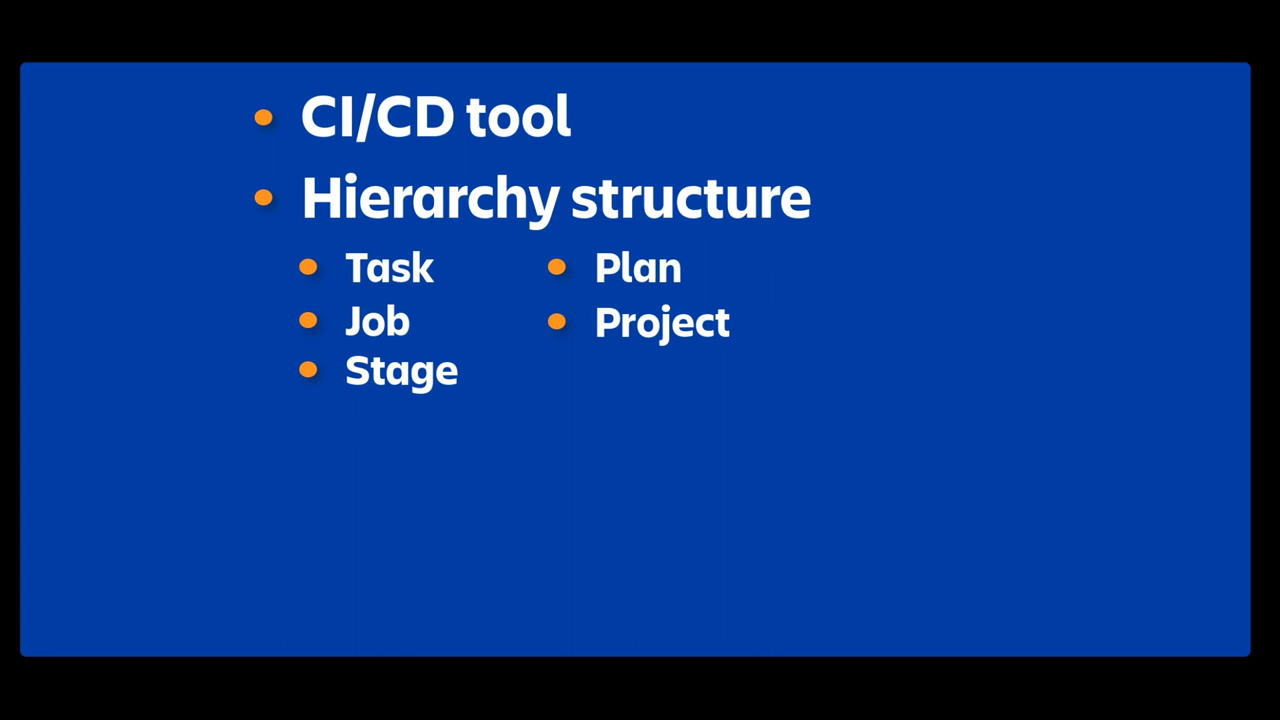 CI/CD tool
Hierarchy structure
Task
Job
Stage
Plan
Project